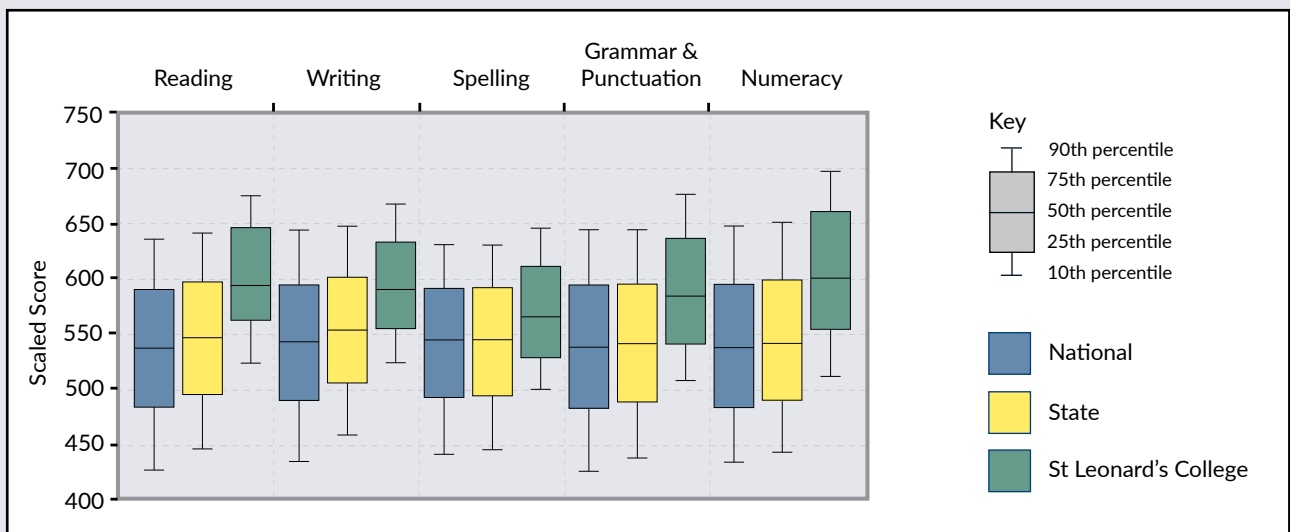 Reading
Writing
Spelling
Grammar &
Punctuation
Numeracy
750
700
650
600
550
500
450
400
Scaled Score
Key
90th percentile
75th percentile
50th percentile
25th percentile
10th percentile
National
State
St Leonard’s College